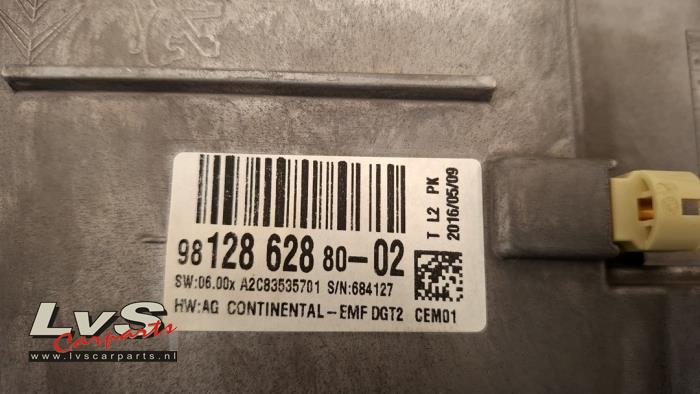 98 128 628 80-02
SW:06.00x A2C83535701 S/N:684127
HW:AG CONTINENTAL-EMF DGT2 CEM01
T L2 PK
2016/05/09
LvS
Carparts
www.lvscarparts.nl